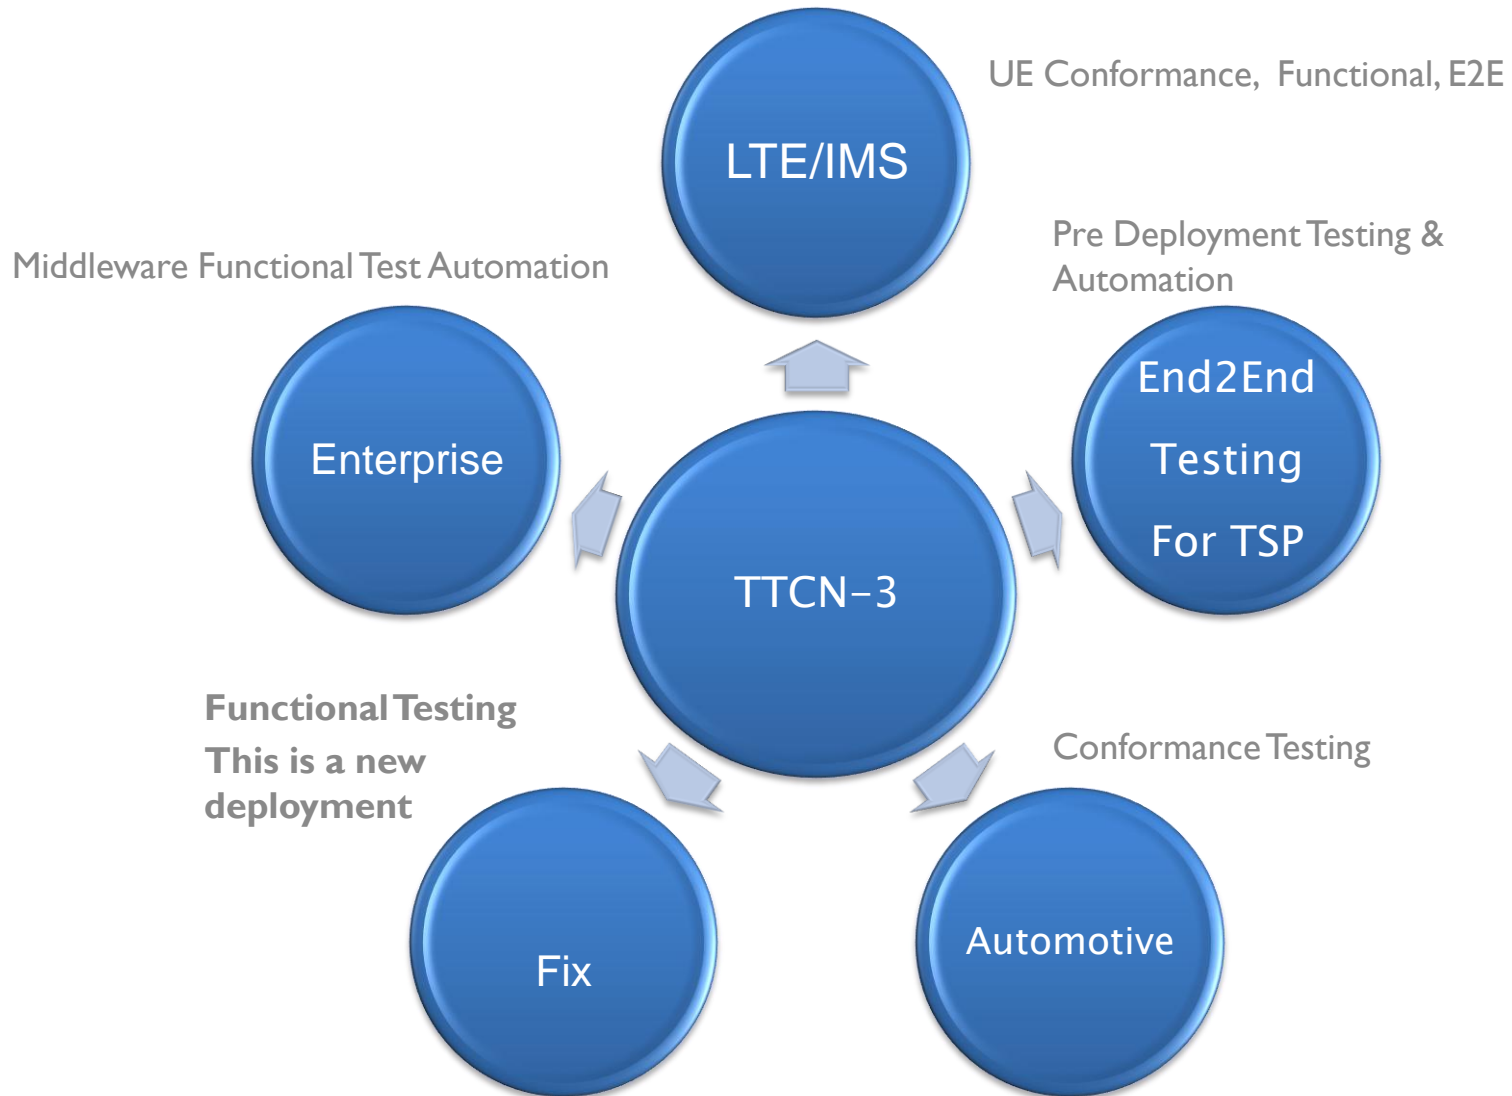 UE Conformance, Functional, E2E
LTE/IMS
Pre Deployment Testing &
Automation
Middleware Functional Test Automation
End2End
Testing
For TSP
Enterprise
TTCN-3
Functional Testing
This is a new
deployment
Conformance Testing
Fix
Automotive